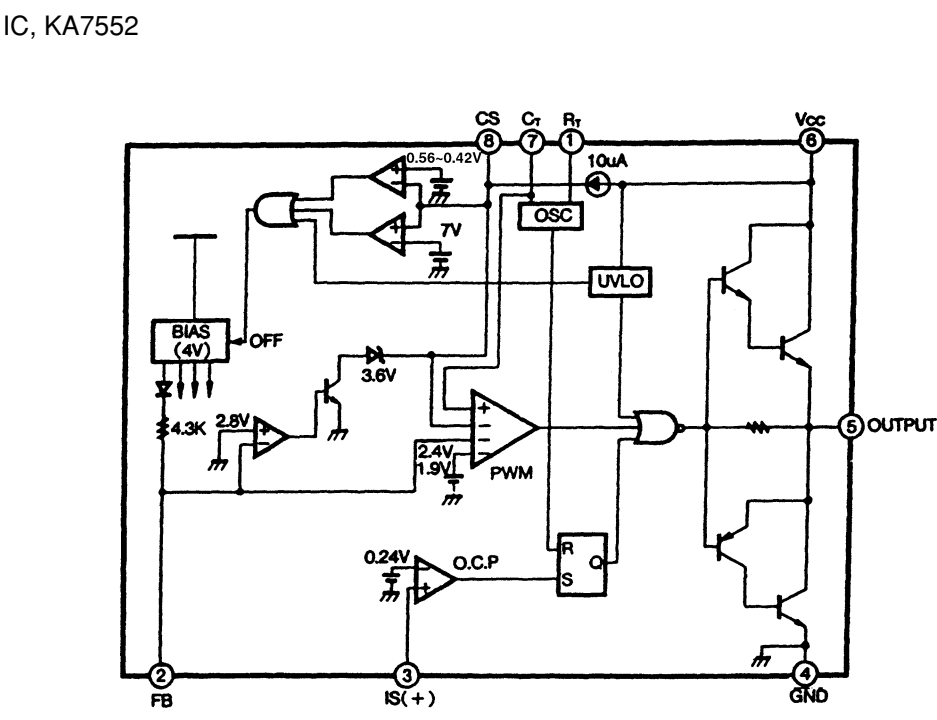 IC, KA7552
CS CT RT Vcc
8 7 1 6
0.56~0.42V 10uA
+
−
OSC
+ 7V
−
UVLO
BIAS
(4V)
OFF
3.6V
4.3K 2.8V
+
−
+
−
−
−
2.4V
1.9V
PWM
5 OUTPUT
0.24V O.C.P
−
+
R
Q
S
2 3 4
FB IS(+) GND